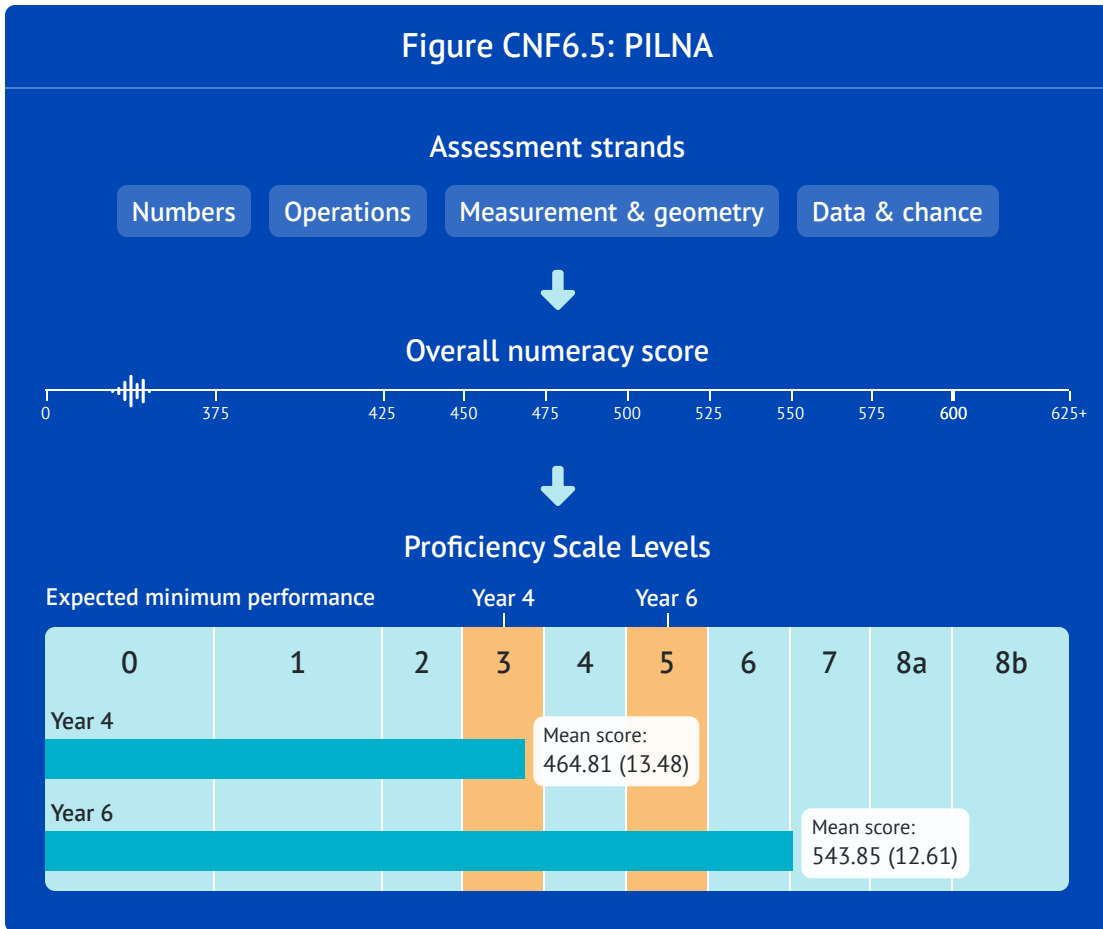 Figure CNF6.5: PILNA
Assessment strands
Numbers Operations Measurement & geometry Data & chance
Overall numeracy score
0 375 425 450 475 500 525 550 575 600 625+
Proficiency Scale Levels
Expected minimum performance Year 4 Year 6
0 1 2 3 4 5 6 7 8a 8b
Year 4
Mean score:
464.81 (13.48)
Year 6
Mean score:
543.85 (12.61)